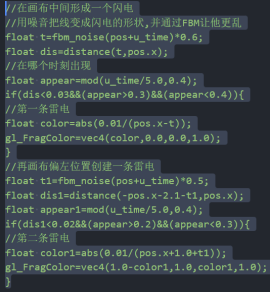 //在画布中间形成一个闪电
//用噪音把线变成闪电的形状,并通过FBM让他更乱
float t=fbm_noise(pos+u_time)*0.6;
float dis=distance(t,pos.x);
//在哪个时刻出现
float appear=mod(u_time/5.0,0.4);
if(dis<0.03&&(appear>0.3)&&(appear<0.4)){
//第一条雷电
float color=abs(0.01/(pos.x-t));
gl_FragColor=vec4(color,0.0,0.0,1.0);
}
//再画布偏左位置创建一条雷电
float t1=fbm_noise(pos+u_time)*0.5;
float dis1=distance(-pos.x-2.1-t1,pos.x);
float appear1=mod(u_time/5.0,0.4);
if(dis1<0.02&&(appear>0.2)&&(appear<0.3)){
//第二条雷电
float color1=abs(0.01/(pos.x+1.0+t1));
gl_FragColor=vec4(1.0-color1,1.0,color1,1.0);
}